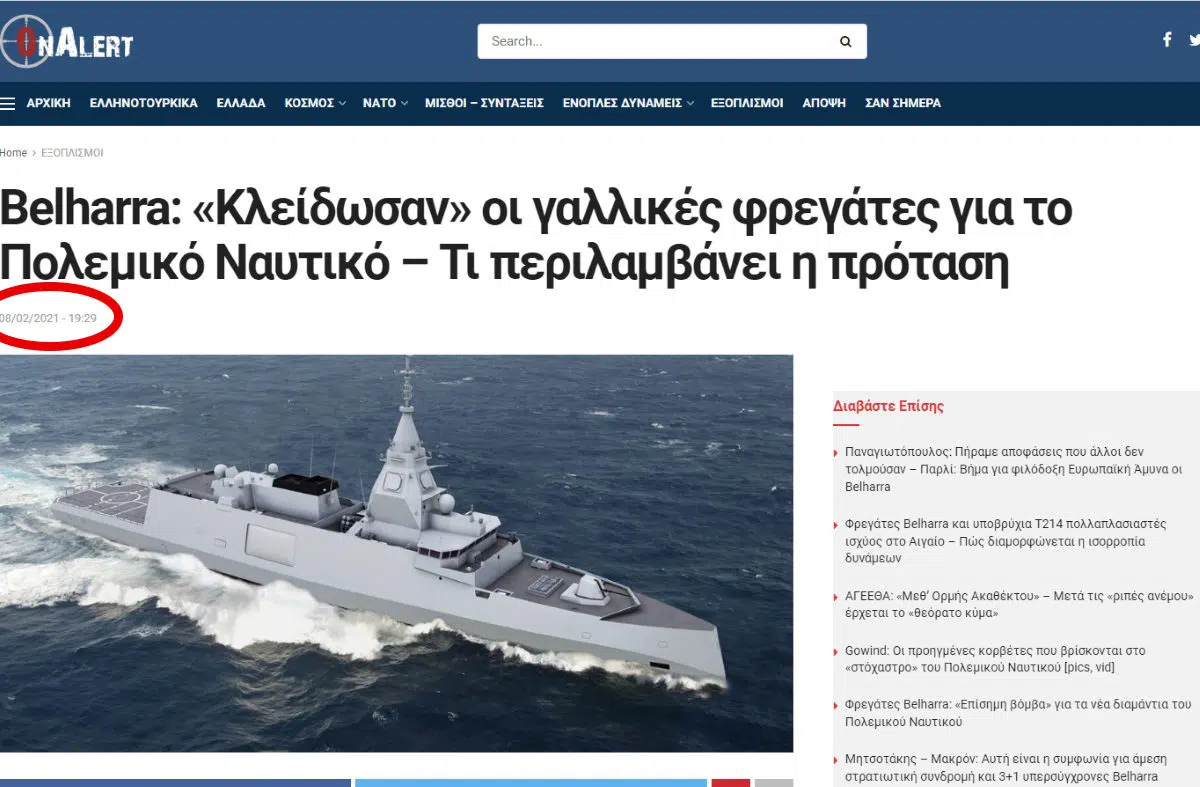 OnAlert
Search...
ΑΡΧΙΚΗ ΕΛΛΗΝΟΤΟΥΡΚΙΚΑ ΕΛΛΑΔΑ ΚΟΣΜΟΣ ΝΑΤΟ ΜΙΣΘΟΙ – ΣΥΝΤΑΞΕΙΣ ΕΝΟΠΛΕΣ ΔΥΝΑΜΕΙΣ ΕΞΟΠΛΙΣΜΟΙ ΑΠΟΨΗ ΣΑΝ ΣΗΜΕΡΑ
Home > ΕΞΟΠΛΙΣΜΟΙ
Belharra: «Κλείδωσαν» οι γαλλικές φρεγάτες για το
Πολεμικό Ναυτικό – Τι περιλαμβάνει η πρόταση
08/02/2021 - 19:29
Διαβάστε Επίσης
Παναγιωτόπουλος: Πήραμε αποφάσεις που άλλοι δεν
τολμούσαν – Παρλί: Βήμα για φιλόδοξη Ευρωπαϊκή Άμυνα οι
Belharra
Φρεγάτες Belharra και υποβρύχια Τ214 πολλαπλασιαστές
ισχύος στο Αιγαίο – Πώς διαμορφώνεται η ισορροπία
δυνάμεων
ΑΓΕΕΘΑ: «Μεθ’ Ορμής Ακαθέκτου» – Μετά τις «ριπές ανέμου»
έρχεται το «θεόρατο κύμα»
Gowind: Οι προηγμένες κορβέτες που βρίσκονται στο
«στόχαστρο» του Πολεμικού Ναυτικού [pics, vid]
Φρεγάτες Belharra: «Επίσημη βόμβα» για τα νέα διαμάντια του
Πολεμικού Ναυτικού
Μητσοτάκης – Μακρόν: Αυτή είναι η συμφωνία για άμεση
στρατιωτική συνδρομή και 3+1 υπερσύγχρονες Belharra